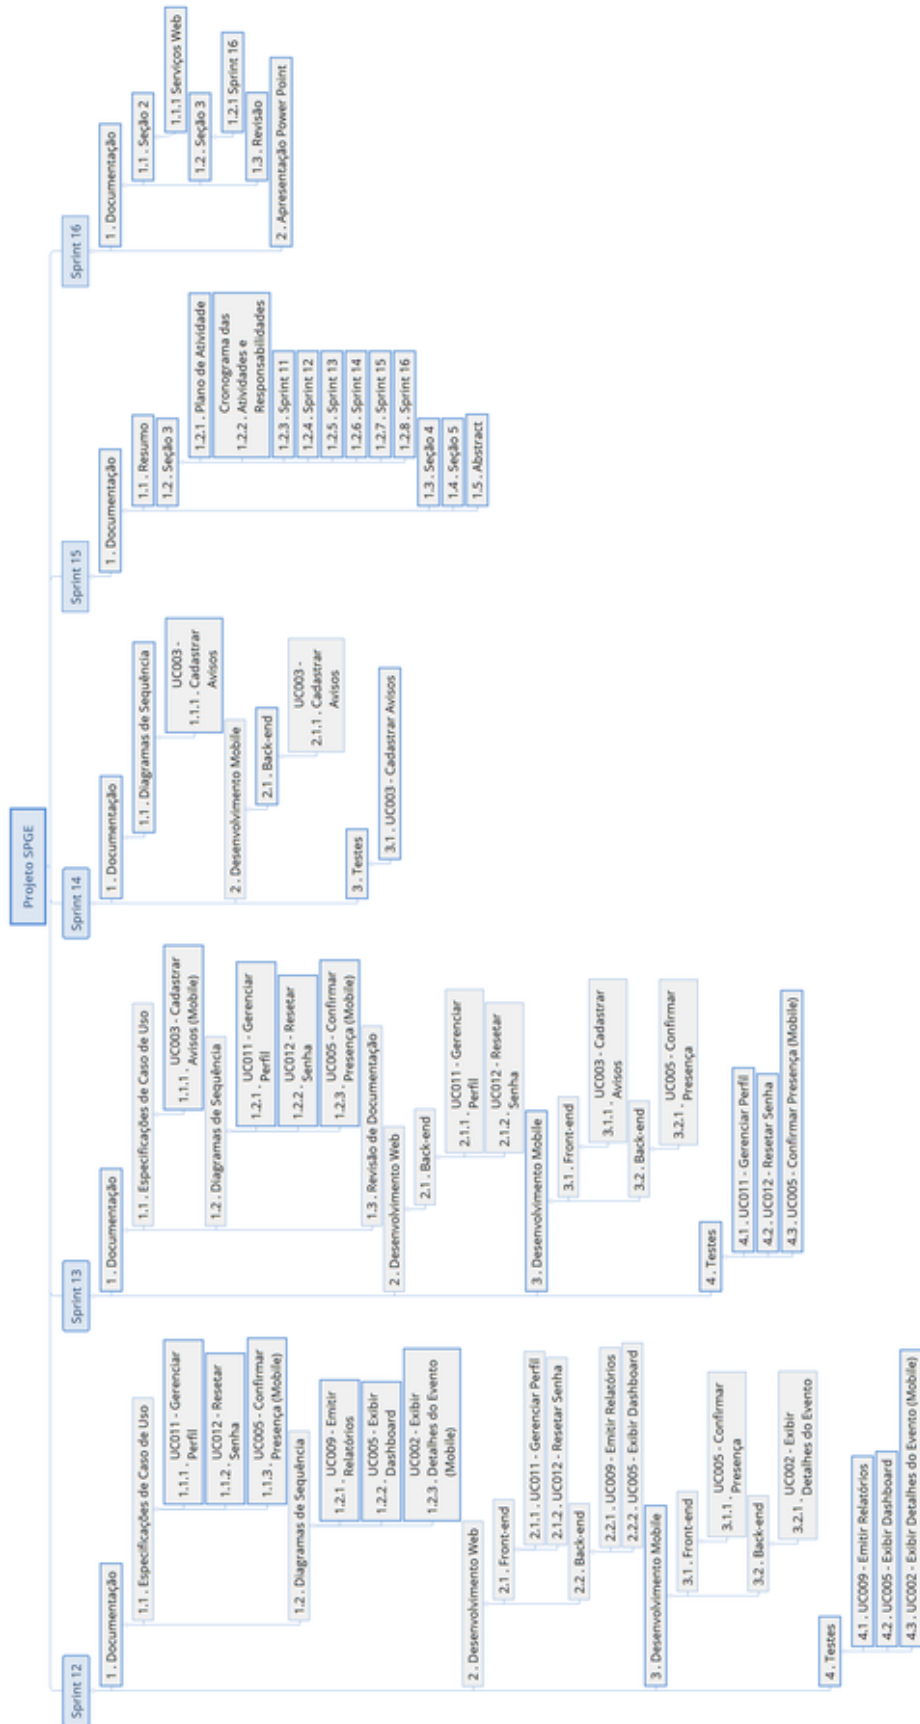 Projeto SPGE
Sprint 12
1 . Documentação
1.1 . Especificações de Caso de Uso
UC011 - Gerenciar
1.1.1 .
Perfil
UC012 - Resetar
1.1.2 .
Senha
UC005 - Confirmar
1.1.3 .
Presença (Mobile)
1.2 . Diagramas de Sequência
UC009 - Emitir
1.2.1 .
Relatórios
UC005 - Exibir
1.2.2 .
Dashboard
UC002 - Exibir
1.2.3 . Detalhes do Evento
(Mobile)
2 . Desenvolvimento Web
2.1 . Front-end
2.1.1 . UC011 - Gerenciar Perfil
2.1.2 . UC012 - Resetar Senha
2.2 . Back-end
2.2.1 . UC009 - Emitir Relatórios
2.2.2 . UC005 - Exibir Dashboard
3 . Desenvolvimento Mobile
3.1 . Front-end
UC005 - Confirmar
3.1.1 .
Presença
3.2 . Back-end
UC002 - Exibir
3.2.1 .
Detalhes do Evento
4 . Testes
4.1 . UC009 - Emitir Relatórios
4.2 . UC005 - Exibir Dashboard
4.3 . UC002 - Exibir Detalhes do Evento (Mobile)
Sprint 13
1 . Documentação
1.1 . Especificações de Caso de Uso
UC003 - Cadastrar
1.1.1 .
Avisos (Mobile)
1.2 . Diagramas de Sequência
UC011 - Gerenciar
1.2.1 .
Perfil
UC012 - Resetar
1.2.2 .
Senha
UC005 - Confirmar
1.2.3 .
Presença (Mobile)
1.3 . Revisão de Documentação
2 . Desenvolvimento Web
2.1 . Back-end
UC011 - Gerenciar
2.1.1 .
Perfil
UC012 - Resetar
2.1.2 .
Senha
3 . Desenvolvimento Mobile
3.1 . Front-end
UC003 - Cadastrar
3.1.1 .
Avisos
3.2 . Back-end
UC005 - Confirmar
3.2.1 .
Presença
4 . Testes
4.1 . UC011 - Gerenciar Perfil
4.2 . UC012 - Resetar Senha
4.3 . UC005 - Confirmar Presença (Mobile)
Sprint 14
1 . Documentação
1.1 . Diagramas de Sequência
UC003 -
1.1.1 . Cadastrar
Avisos
2 . Desenvolvimento Mobile
2.1 . Back-end
UC003 -
2.1.1 . Cadastrar
Avisos
3 . Testes
3.1 . UC003 - Cadastrar Avisos
Sprint 15
1 . Documentação
1.1 . Resumo
1.2 . Seção 3
1.2.1 . Plano de Atividade
Cronograma das
1.2.2 . Atividades e
Responsabilidades
1.2.3 . Sprint 11
1.2.4 . Sprint 12
1.2.5 . Sprint 13
1.2.6 . Sprint 14
1.2.7 . Sprint 15
1.2.8 . Sprint 16
1.3 . Seção 4
1.4 . Seção 5
1.5 . Abstract
Sprint 16
1 . Documentação
1.1 . Seção 2
1.1.1 Serviços Web
1.2 . Seção 3
1.2.1 Sprint 16
1.3 . Revisão
2 . Apresentação Power Point